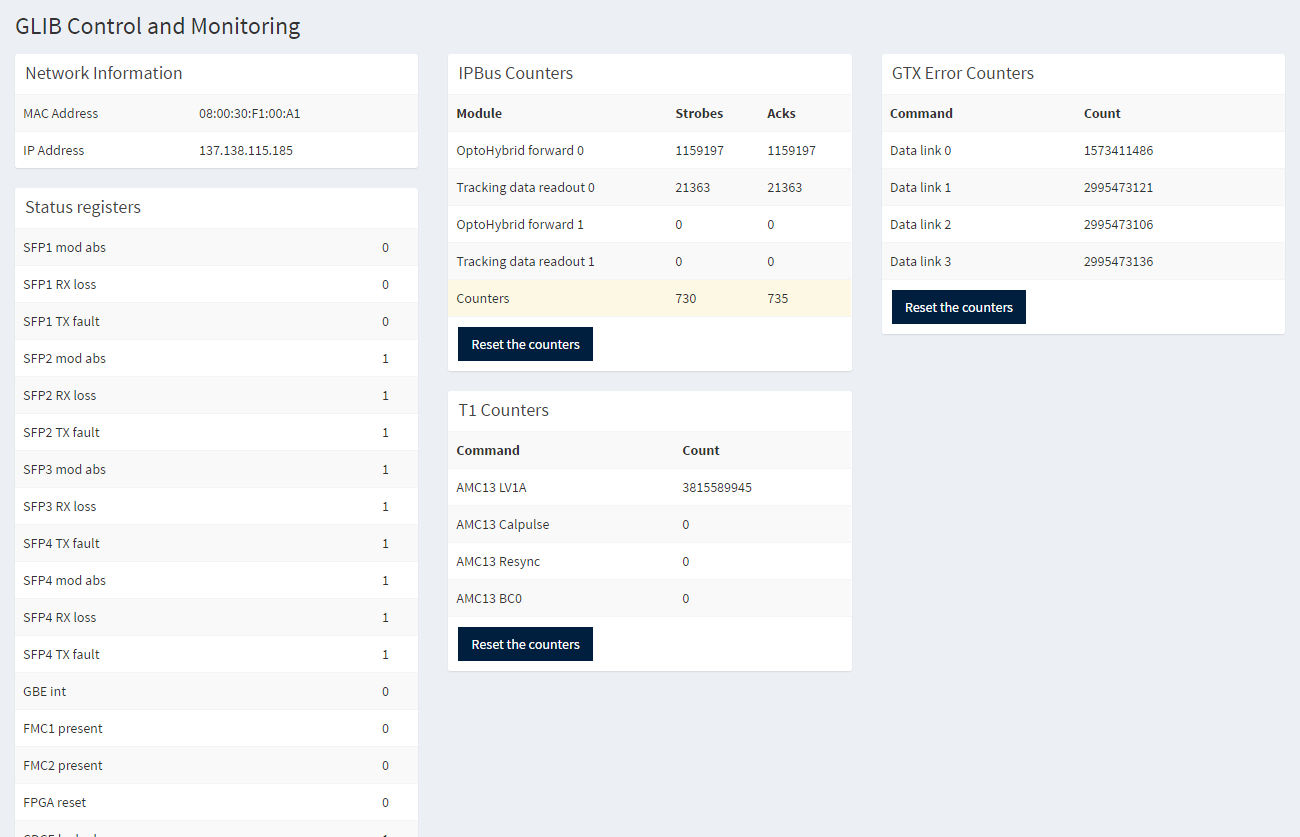 GLIB Control and Monitoring
Network Information
MAC Address 08:00:30:F1:00:A1
IP Address 137.138.115.185
Status registers
SFP1 mod abs 0
SFP1 RX loss 0
SFP1 TX fault 0
SFP2 mod abs 1
SFP2 RX loss 1
SFP2 TX fault 1
SFP3 mod abs 1
SFP3 RX loss 1
SFP4 TX fault 1
SFP4 mod abs 1
SFP4 RX loss 1
SFP4 TX fault 1
GBE int 0
FMC1 present 0
FMC2 present 0
FPGA reset 0
IPBus Counters
Module Strobes Acks
OptoHybrid forward 0 1159197 1159197
Tracking data readout 0 21363 21363
OptoHybrid forward 1 0 0
Tracking data readout 1 0 0
Counters 730 735
Reset the counters
T1 Counters
Command Count
AMC13 LV1A 3815589945
AMC13 Calpulse 0
AMC13 Resync 0
AMC13 BC0 0
Reset the counters
GTX Error Counters
Command Count
Data link 0 1573411486
Data link 1 2995473121
Data link 2 2995473106
Data link 3 2995473136
Reset the counters